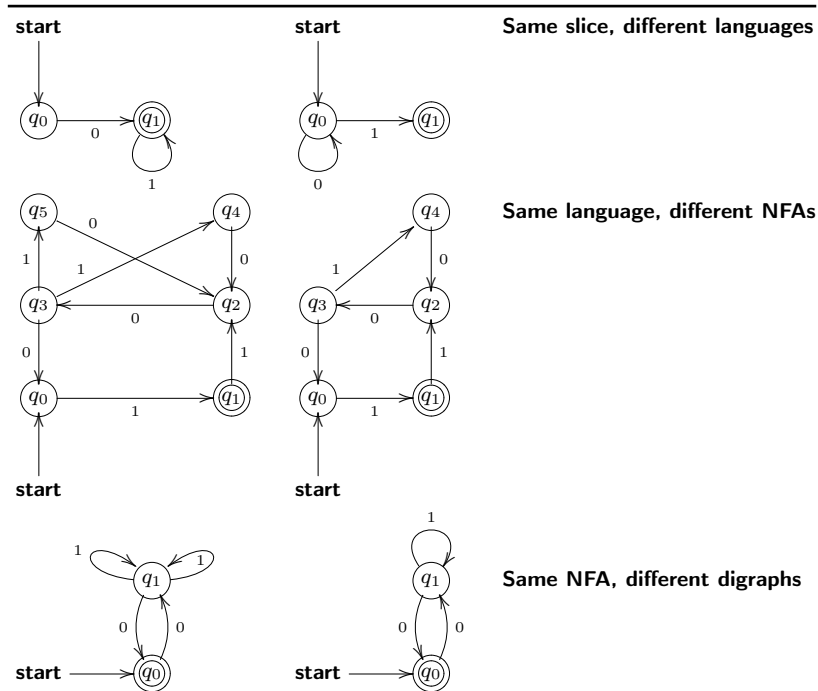 start start Same slice, different languages
q0 0 q1 q0 1 q1
1 0
q5 q4 q4 Same language, different NFAs
0
1 1 0 1 0
q3 0 q2 q3 0 q2
0 1 0 1
q0 1 q1 q0 1 q1
start start
1
1 1
q1 q1 Same NFA, different digraphs
0 0 0 0
start q0 start q0